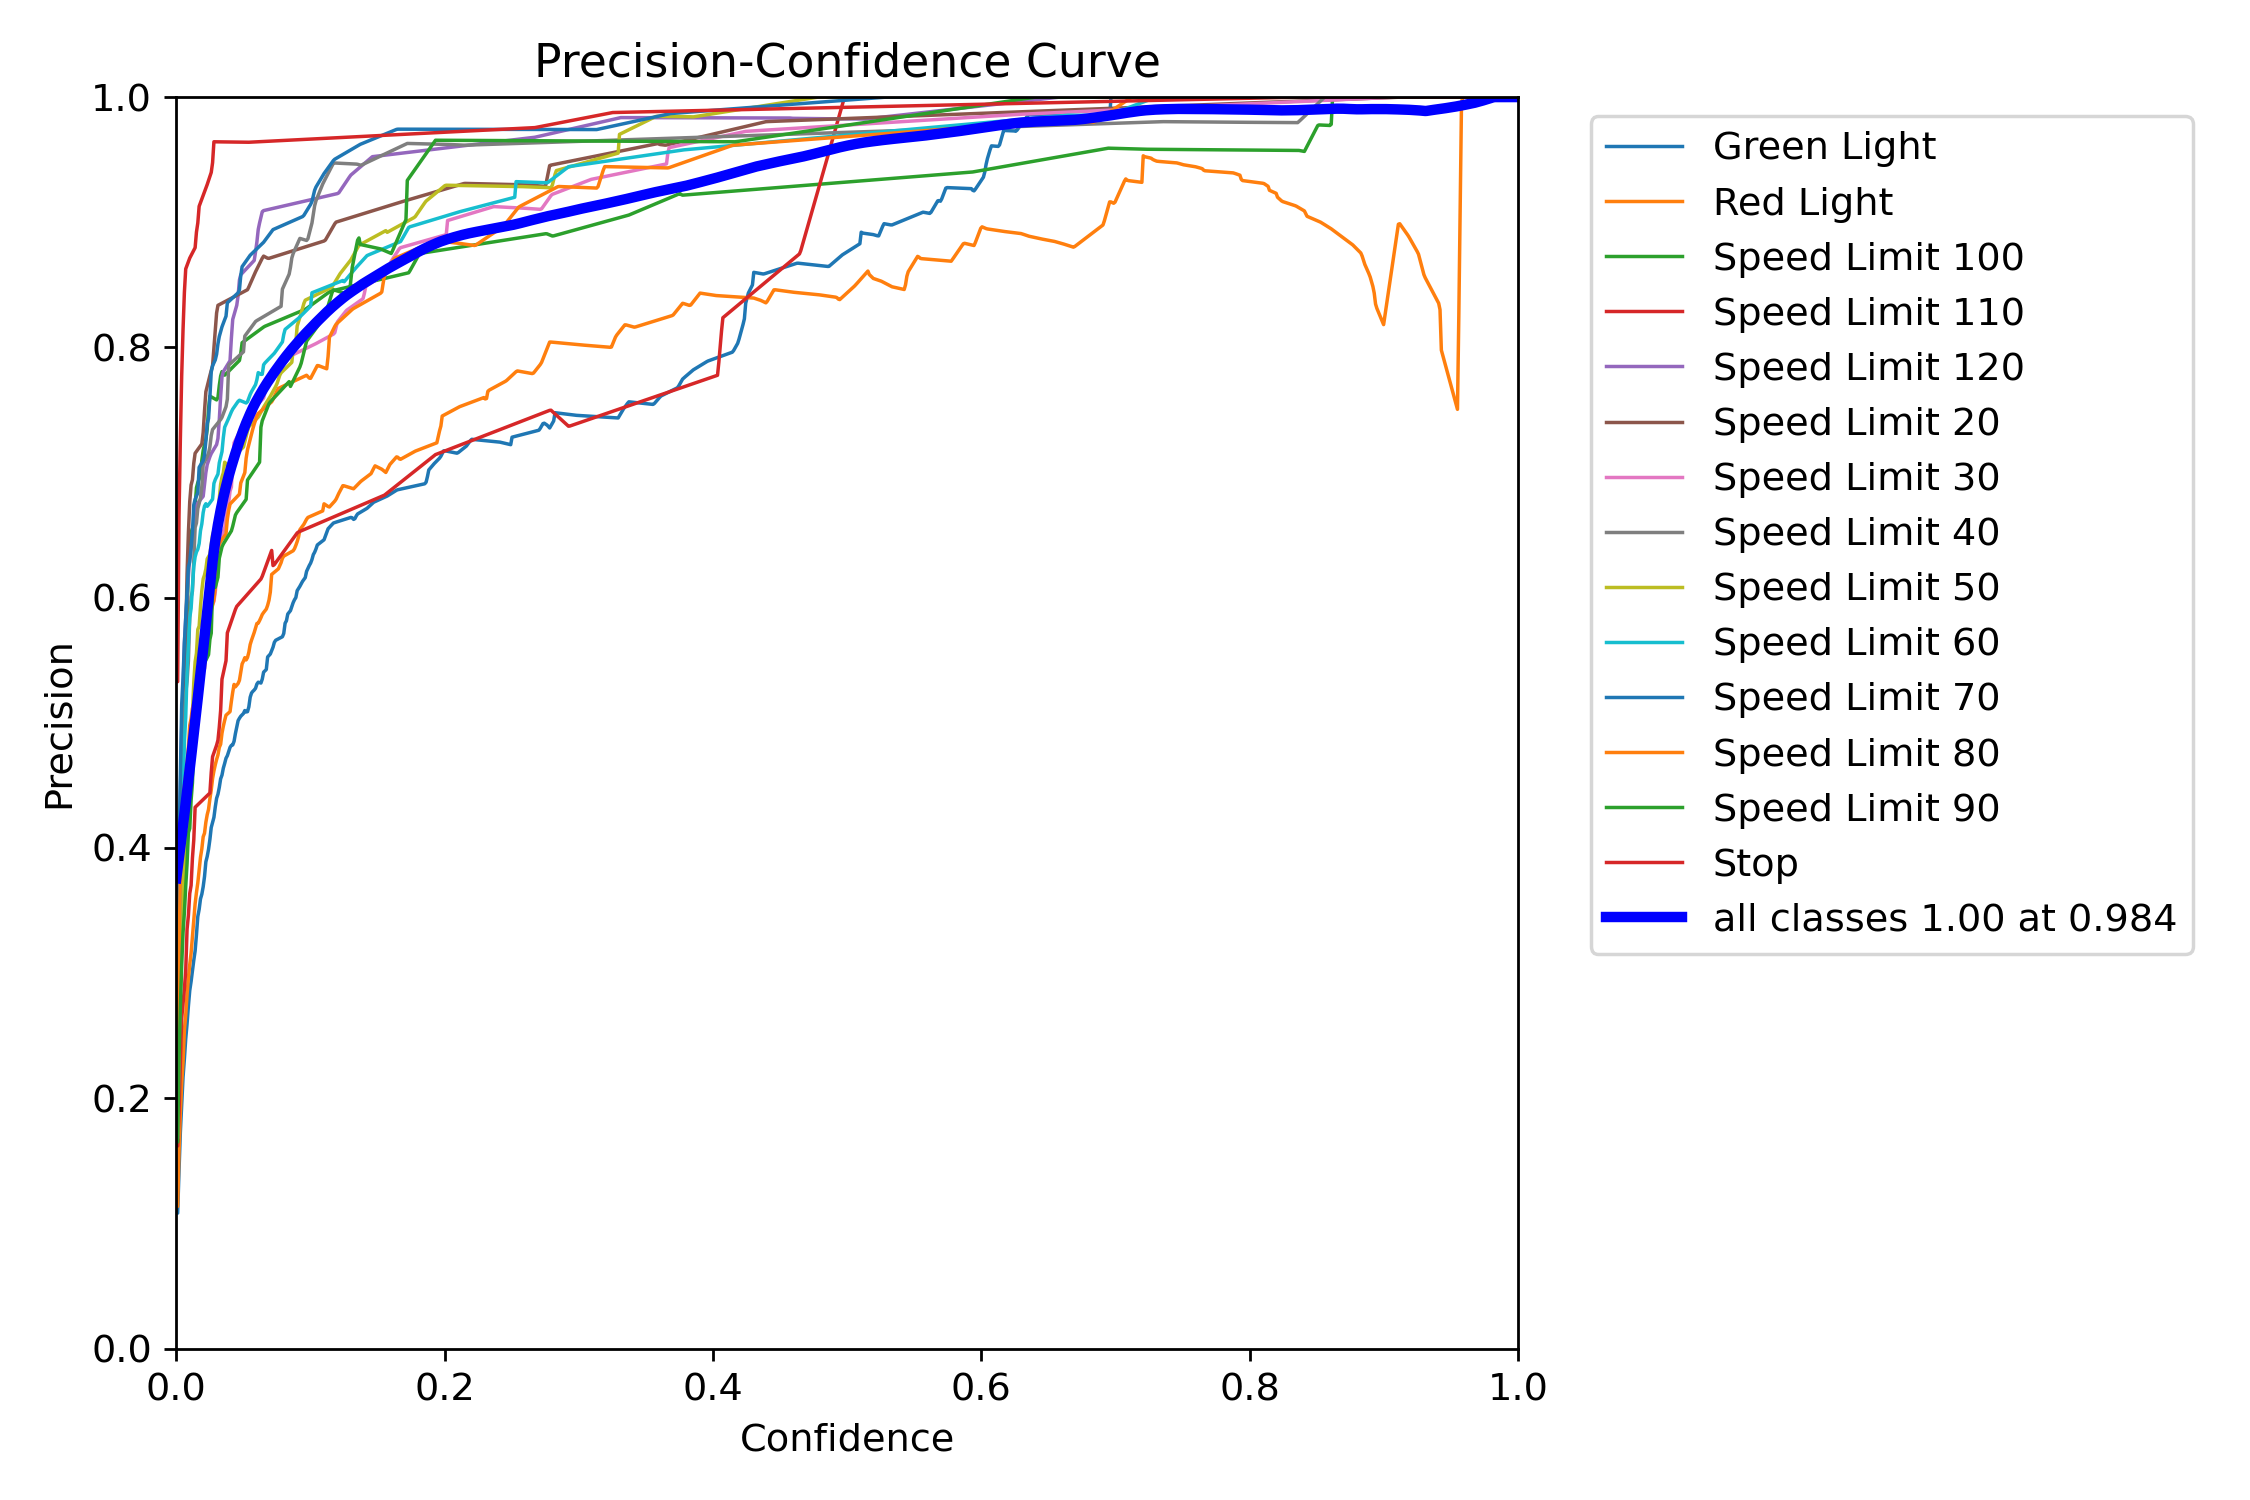 Precision-Confidence Curve
1.0
0.8
0.6
0.4
0.2
0.0
Precision
0.0 0.2 0.4 0.6 0.8 1.0
Confidence
Green Light
Red Light
Speed Limit 100
Speed Limit 110
Speed Limit 120
Speed Limit 20
Speed Limit 30
Speed Limit 40
Speed Limit 50
Speed Limit 60
Speed Limit 70
Speed Limit 80
Speed Limit 90
Stop
all classes 1.00 at 0.984